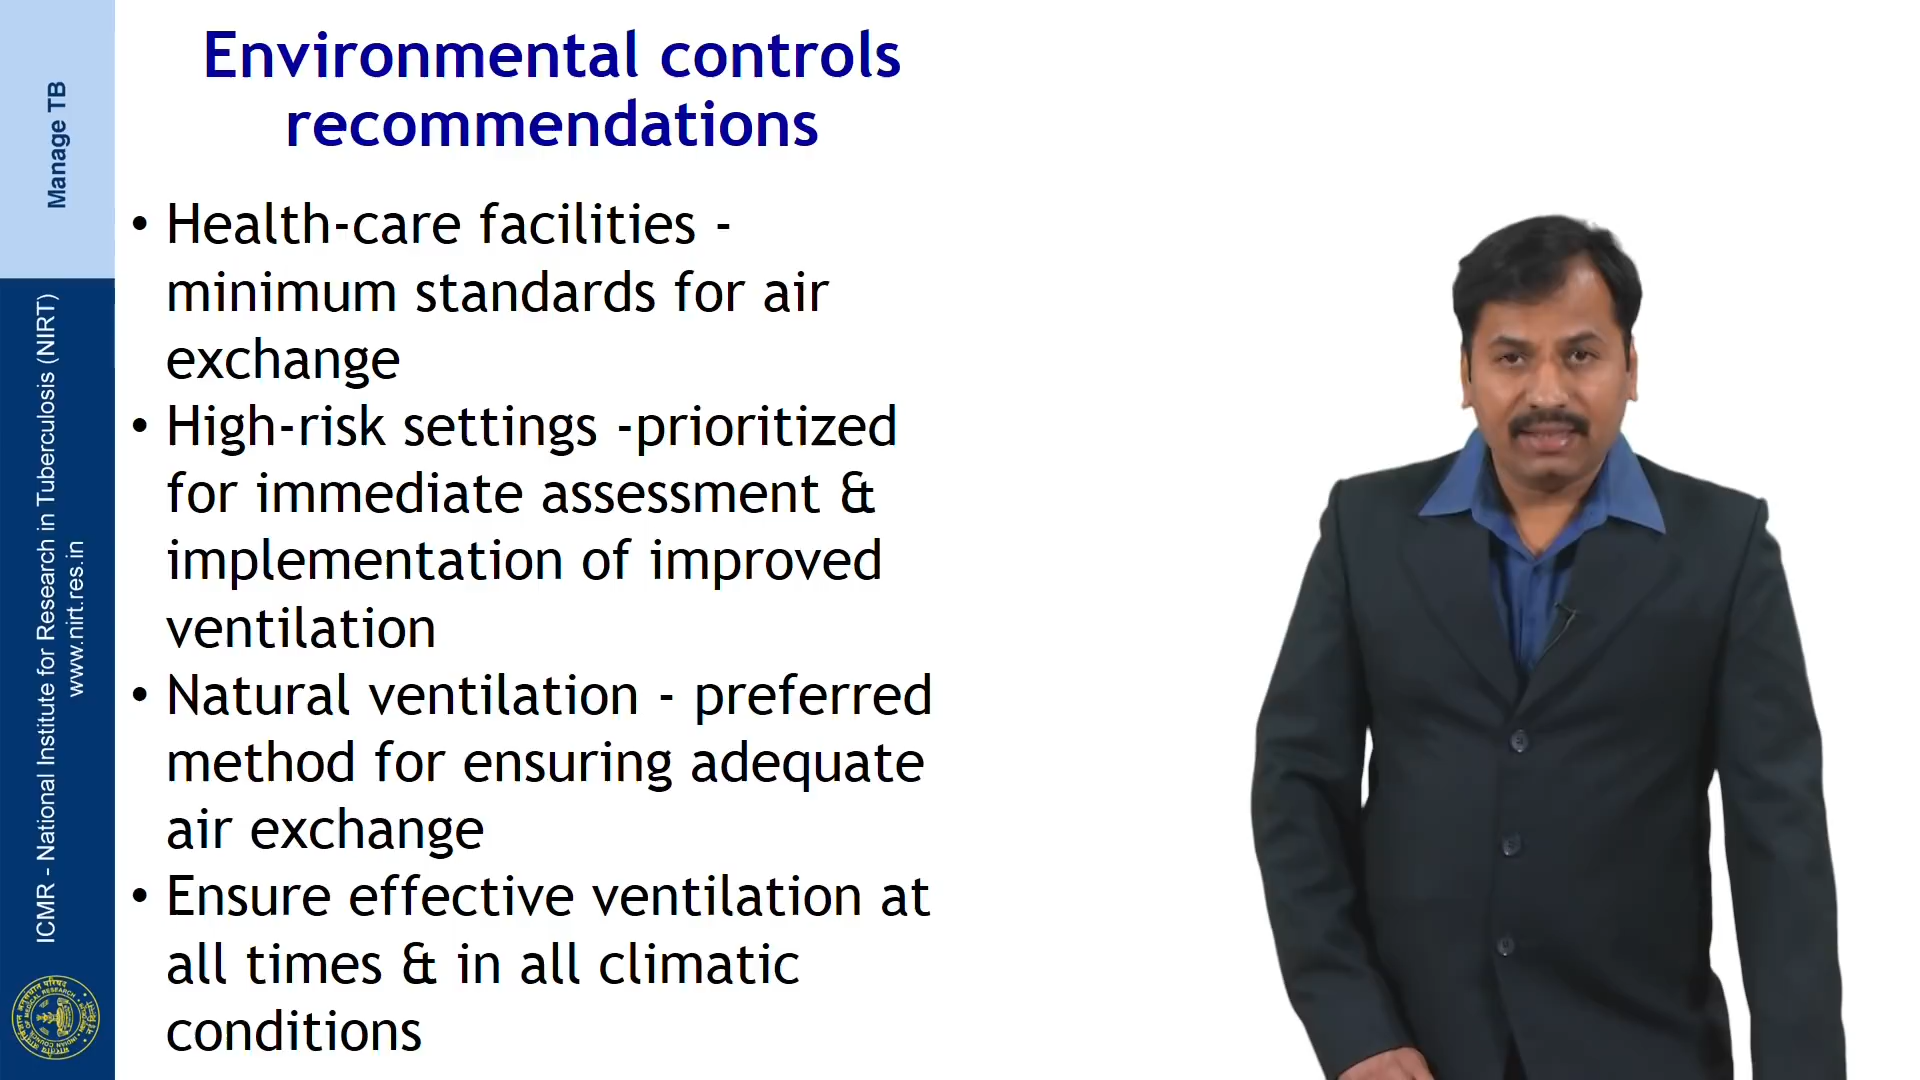 Environmental controls
recommendations
• Health-care facilities -
minimum standards for air
exchange
• High-risk settings -prioritized
for immediate assessment &
implementation of improved
ventilation
• Natural ventilation - preferred
method for ensuring adequate
air exchange
• Ensure effective ventilation at
all times & in all climatic
conditions
Manage TB
ICMR - National Institute for Research in Tuberculosis (NIRT)
www.nirt.res.in